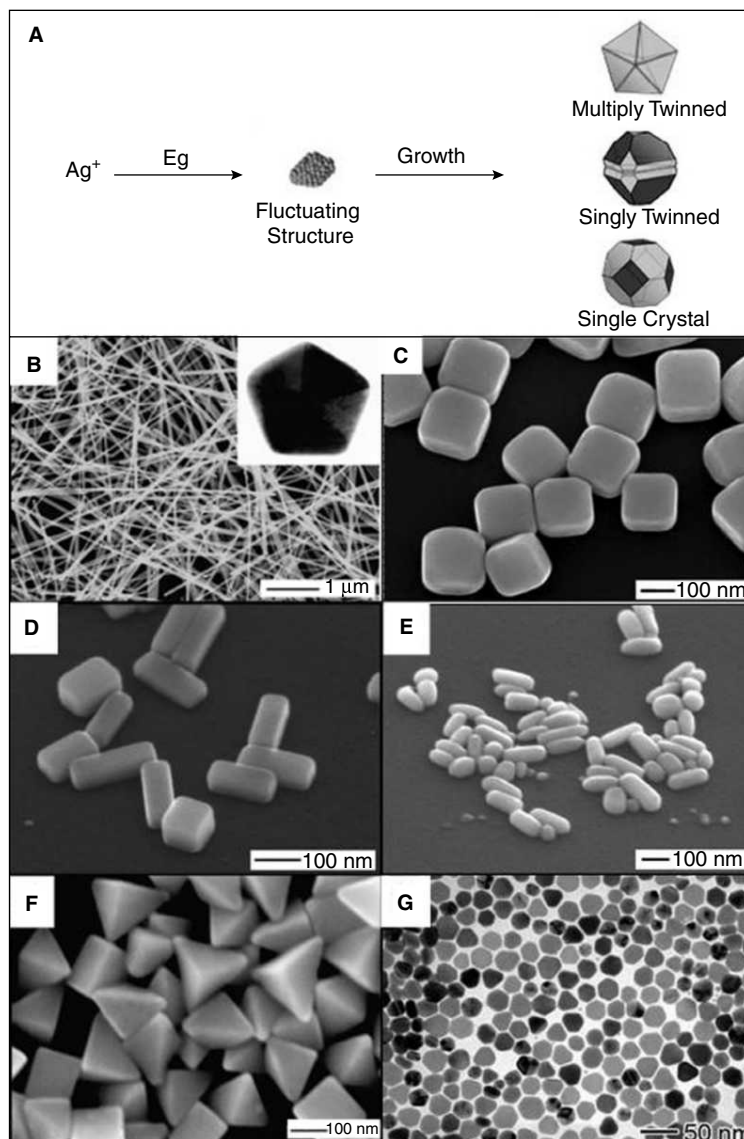 A
Ag+
Eg
Fluctuating
Structure
Growth
Multiply Twinned
Singly Twinned
Single Crystal
B
1 μm
C
100 nm
D
100 nm
E
100 nm
F
100 nm
G
50 nm